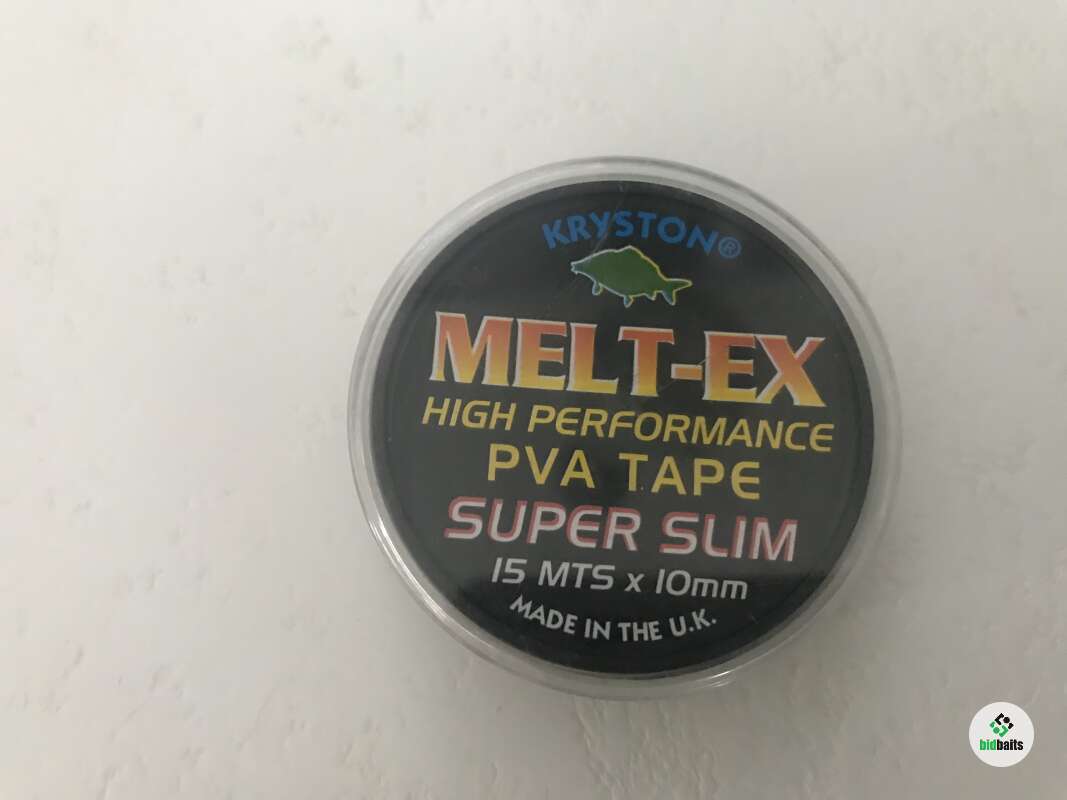 KRYSTON®
MELT-EX
HIGH PERFORMANCE
PVA TAPE
SUPER SLIM
15 MTS x 10mm
MADE IN THE U.K.
bidbaits